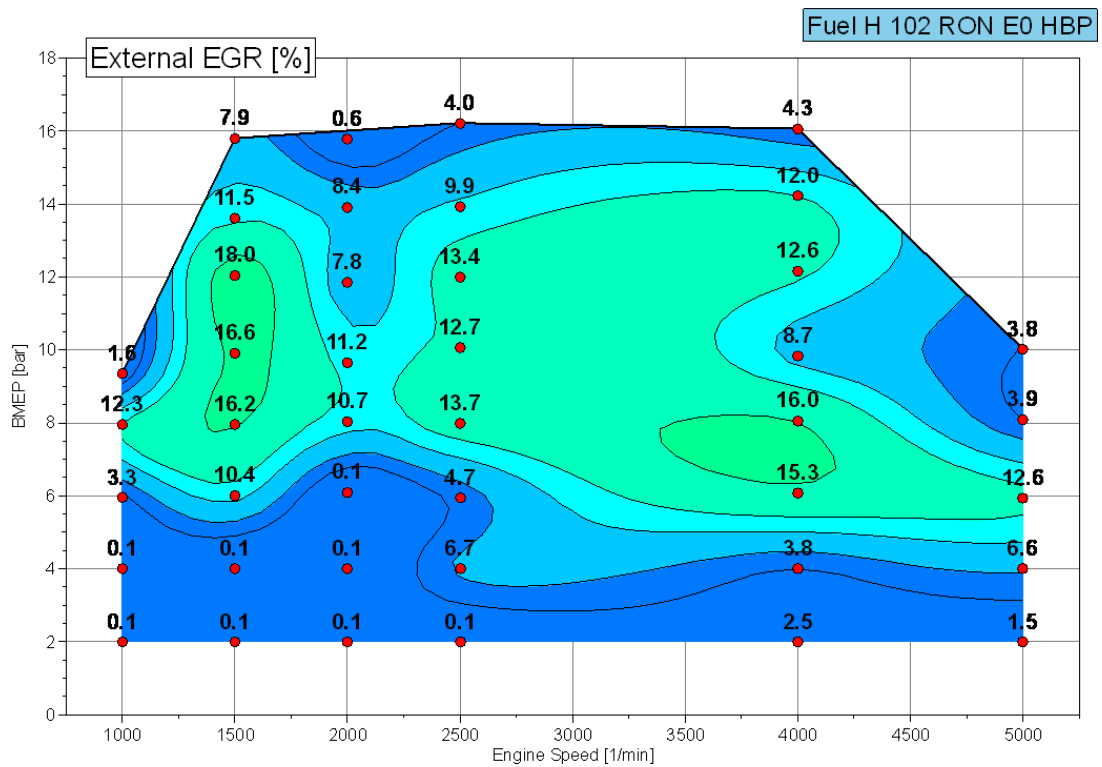 Fuel H 102 RON E0 HBP
External EGR [%]
18
16
14
12
10
8
6
4
2
0
BMEP [bar]
7.9 0.6 4.0 4.3
11.5 8.4 9.9 12.0
18.0 7.8 13.4 12.6
1.6 16.6 11.2 12.7 8.7 3.8
12.3 16.2 10.7 13.7 16.0 3.9
3.3 10.4 0.1 4.7 15.3 12.6
0.1 0.1 0.1 6.7 3.8 6.6
0.1 0.1 0.1 0.1 2.5 1.5
1000 1500 2000 2500 3000 3500 4000 4500 5000
Engine Speed [1/min]